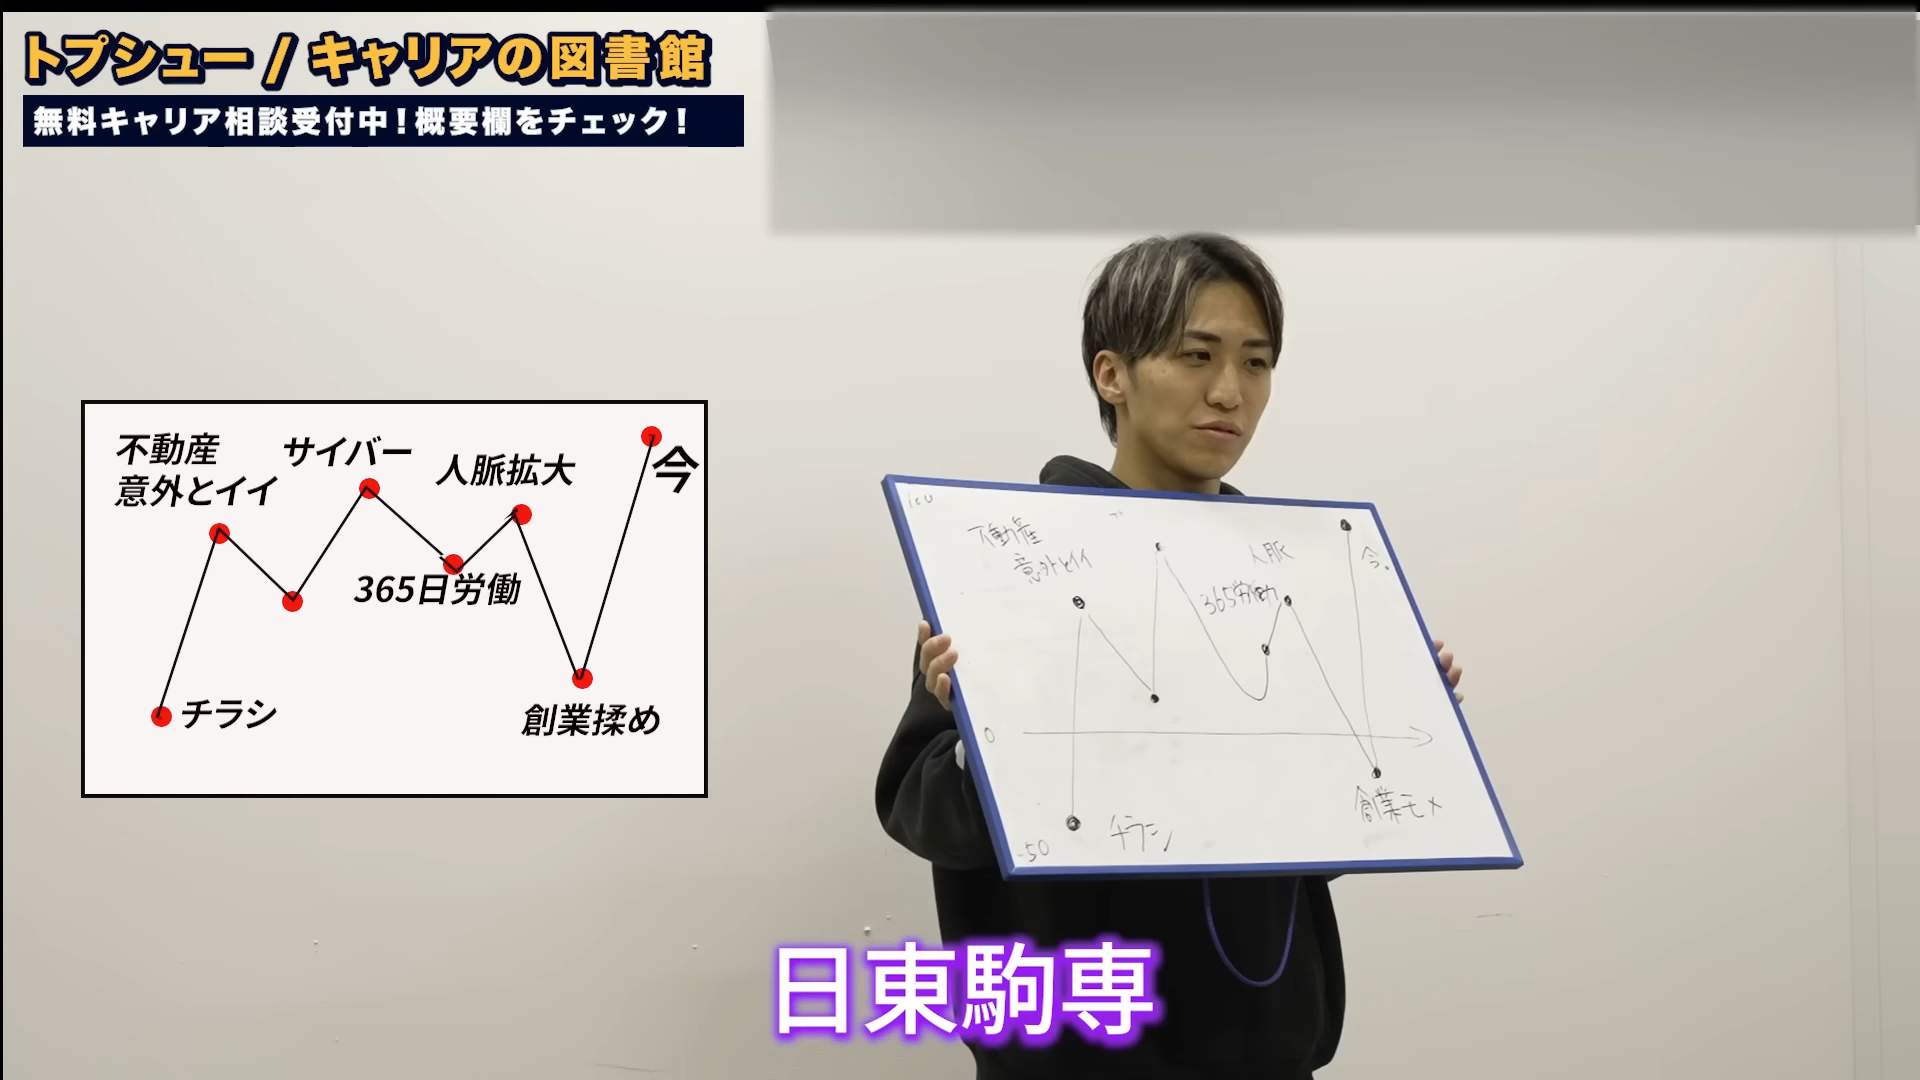 トプシュー / キャリアの図書館
無料キャリア相談受付中！概要欄をチェック！
不動産
意外とイイ
サイバー
人脈拡大
今
365日労働
チラシ
創業揉め
不動産
意外とイイ
人脈
365労働
今.
0
創業モメ
チラシ
-50
日東駒専